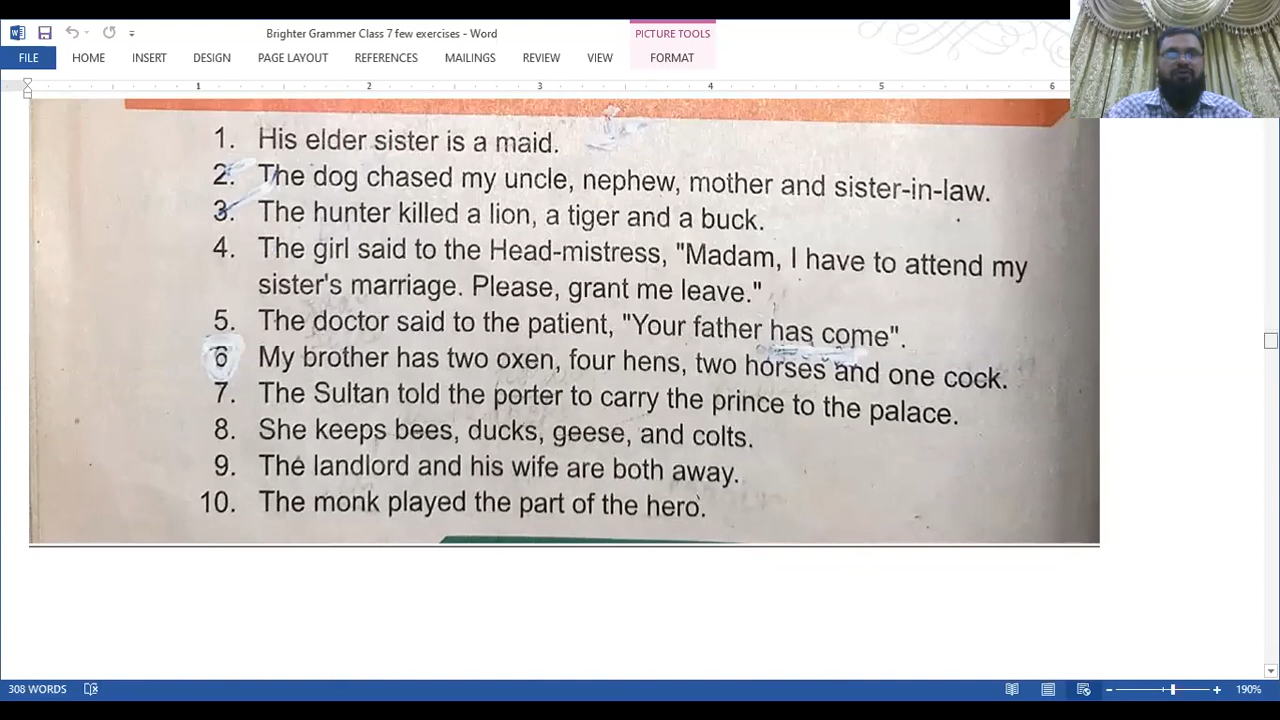 Brighter Grammer Class 7 few exercises - Word
PICTURE TOOLS
FILE
HOME
INSERT
DESIGN
PAGE LAYOUT
REFERENCES
MAILINGS
REVIEW
VIEW
FORMAT
1
2
3
4
5
6
1. His elder sister is a maid.
2. The dog chased my uncle, nephew, mother and sister-in-law.
3. The hunter killed a lion, a tiger and a buck.
4. The girl said to the Head-mistress, "Madam, I have to attend my
sister's marriage. Please, grant me leave."
5. The doctor said to the patient, "Your father has come".
6 My brother has two oxen, four hens, two horses and one cock.
7. The Sultan told the porter to carry the prince to the palace.
8. She keeps bees, ducks, geese, and colts.
9. The landlord and his wife are both away.
10. The monk played the part of the hero.
308 WORDS
190%